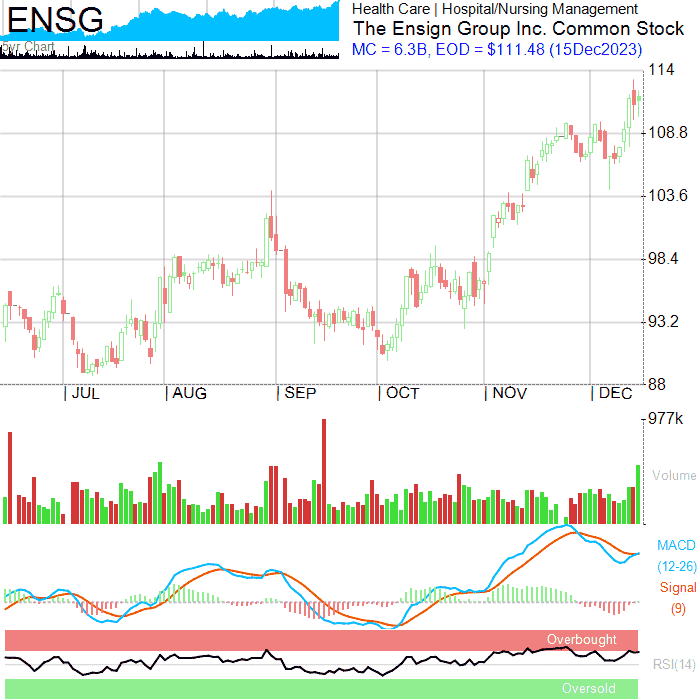 ENSG
5yr Chart
Health Care | Hospital/Nursing Management
The Ensign Group Inc. Common Stock
MC = 6.3B, EOD = $111.48 (15Dec2023)
114
108.8
103.6
98.4
93.2
88
JUL
AUG
SEP
OCT
NOV
DEC
977k
Volume
MACD
(12-26)
Signal
(9)
Overbought
RSI(14)
Oversold